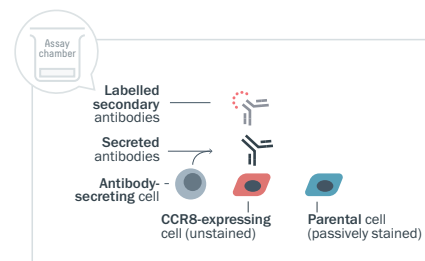 Assay
chamber
Labelled
secondary
antibodies
Secreted
antibodies
Antibody-
secreting cell
CCR8-expressing
cell (unstained)
Parental cell
(passively stained)